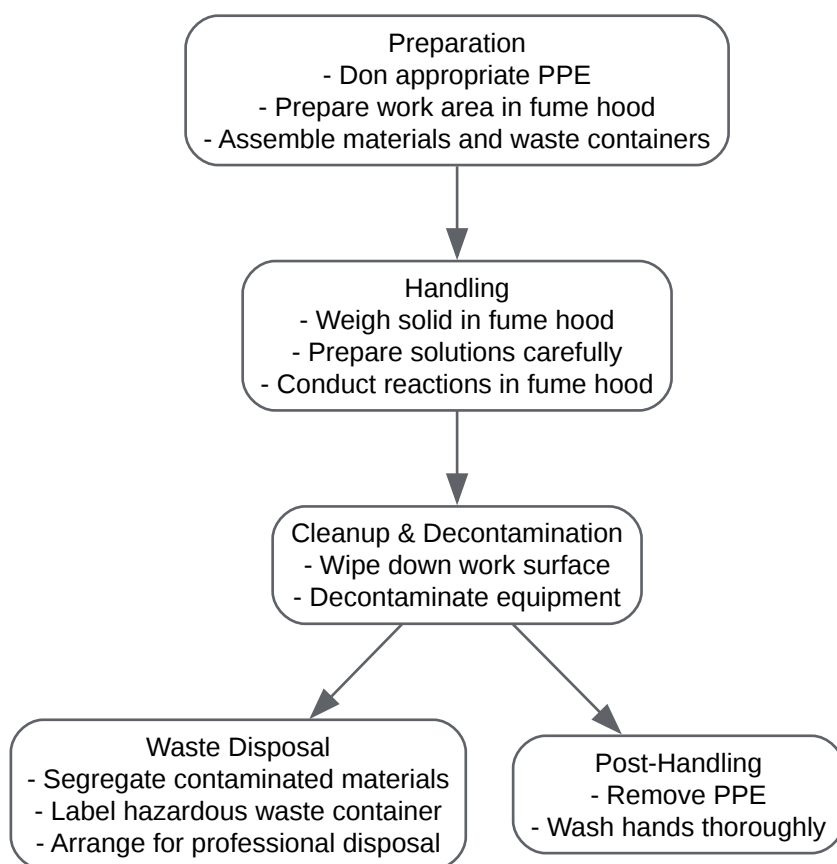 Preparation
- Don appropriate PPE
- Prepare work area in fume hood
- Assemble materials and waste containers
Handling
- Weigh solid in fume hood
- Prepare solutions carefully
- Conduct reactions in fume hood
Cleanup & Decontamination
- Wipe down work surface
- Decontaminate equipment
Waste Disposal
- Segregate contaminated materials
- Label hazardous waste container
- Arrange for professional disposal
Post-Handling
- Remove PPE
- Wash hands thoroughly